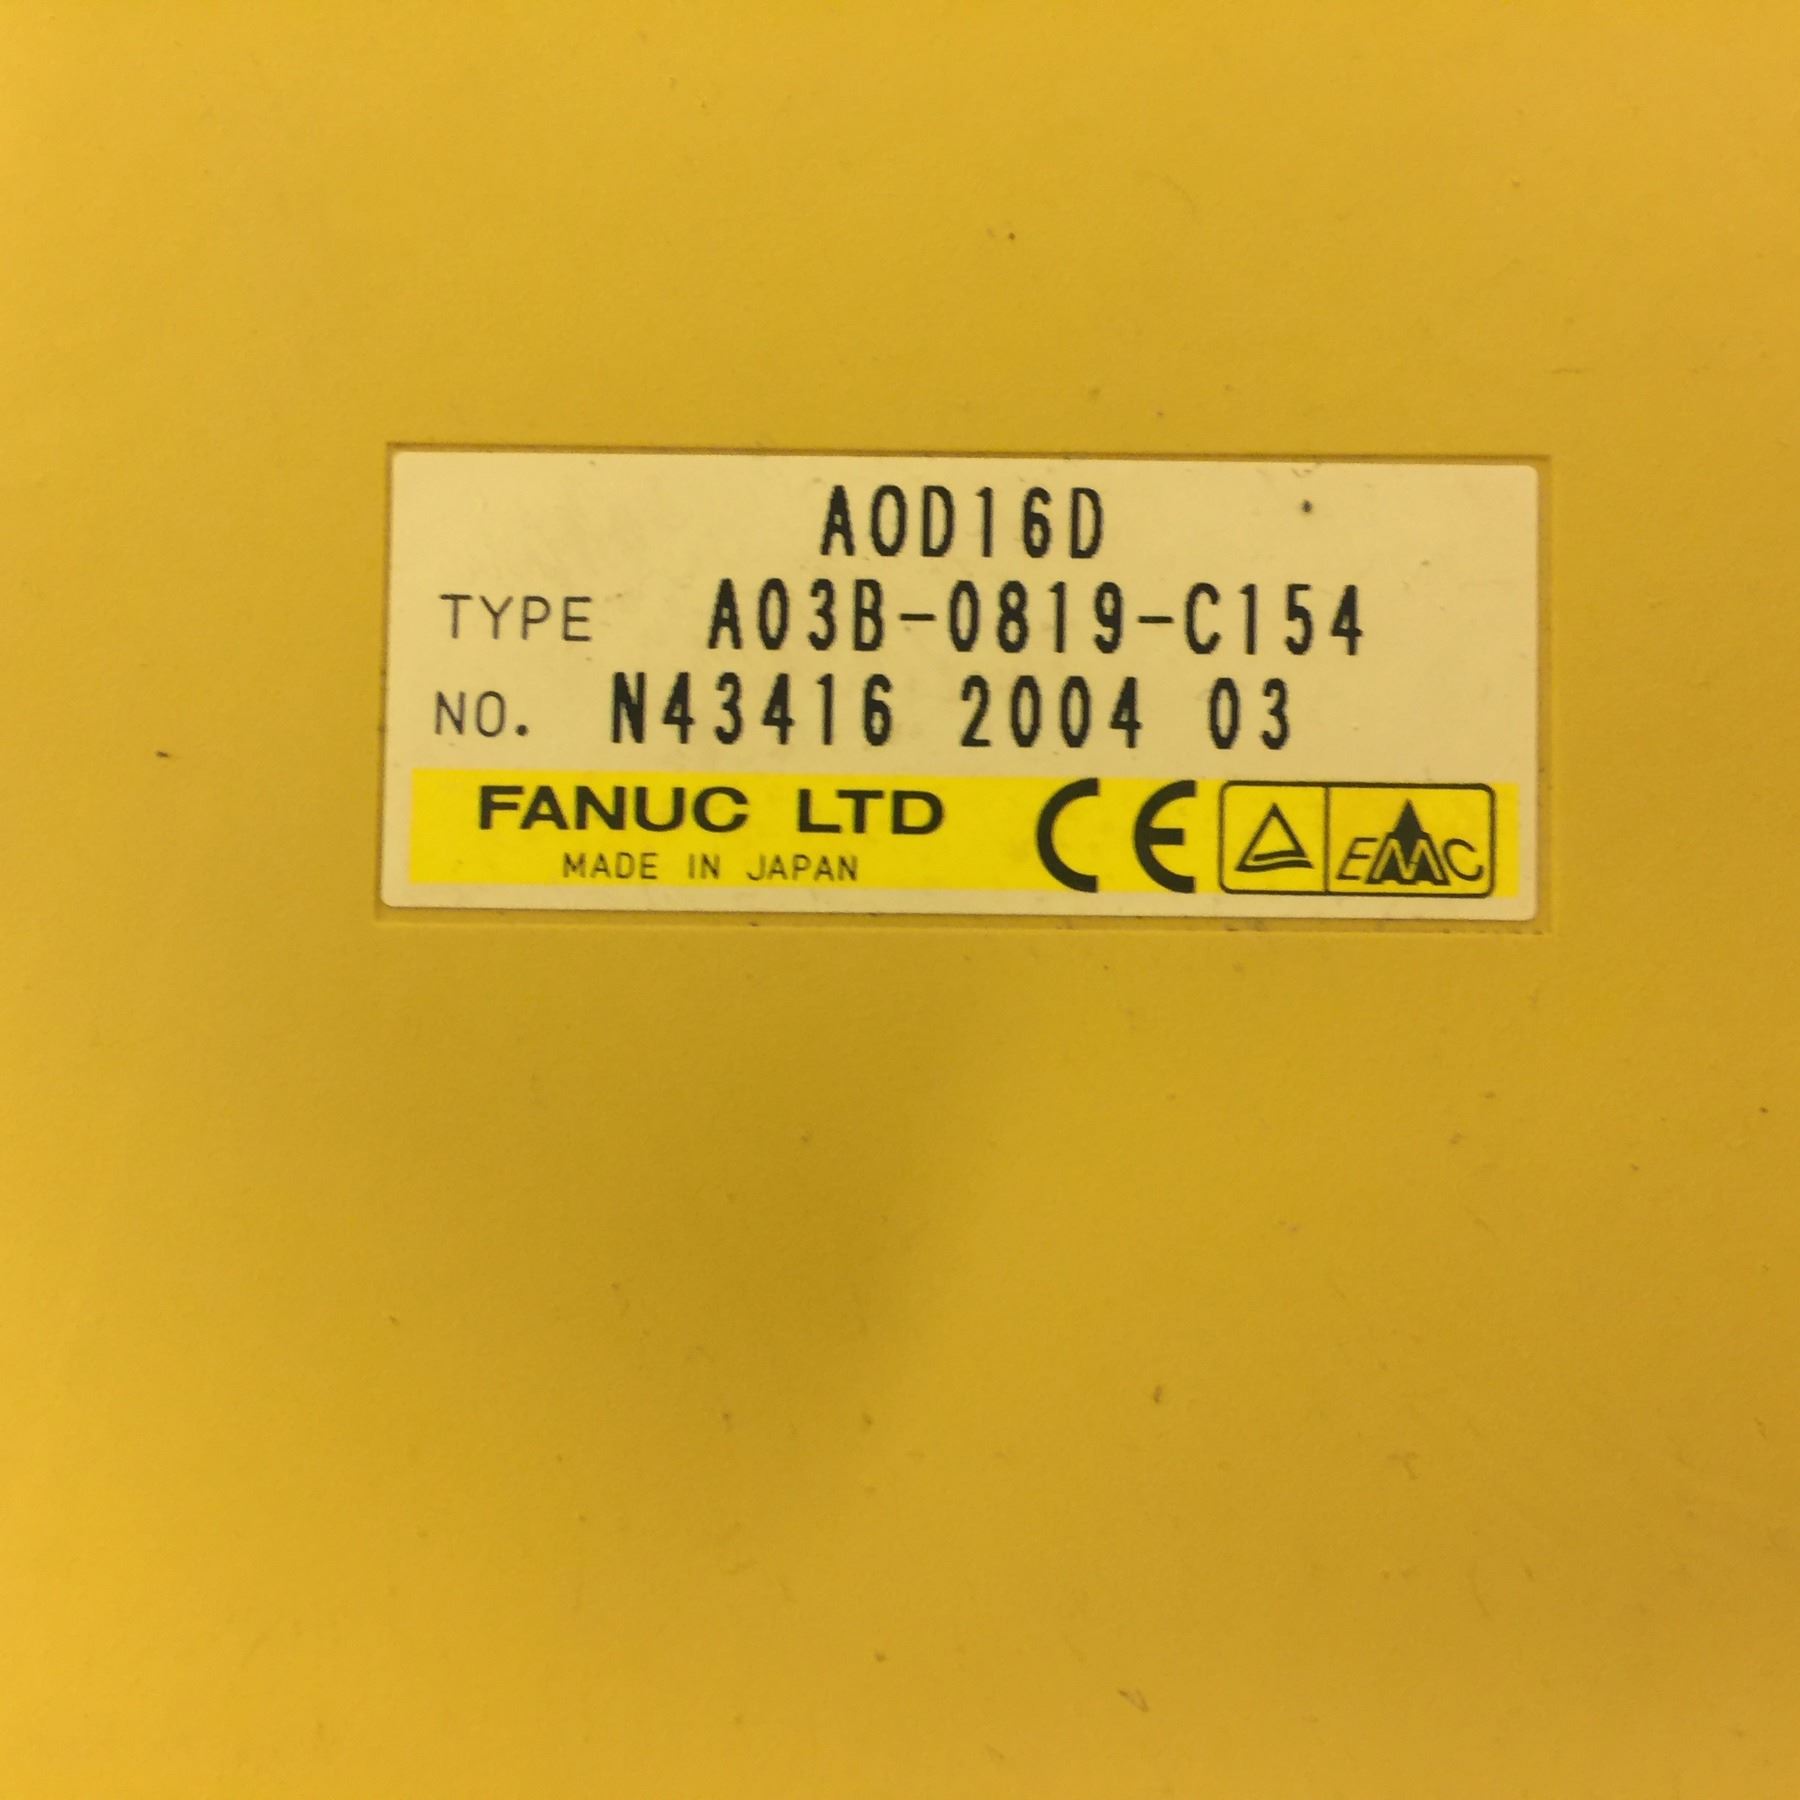 AOD16D
TYPE A03B-0819-C154
NO. N43416 2004 03
FANUC LTD CE EMC
MADE IN JAPAN